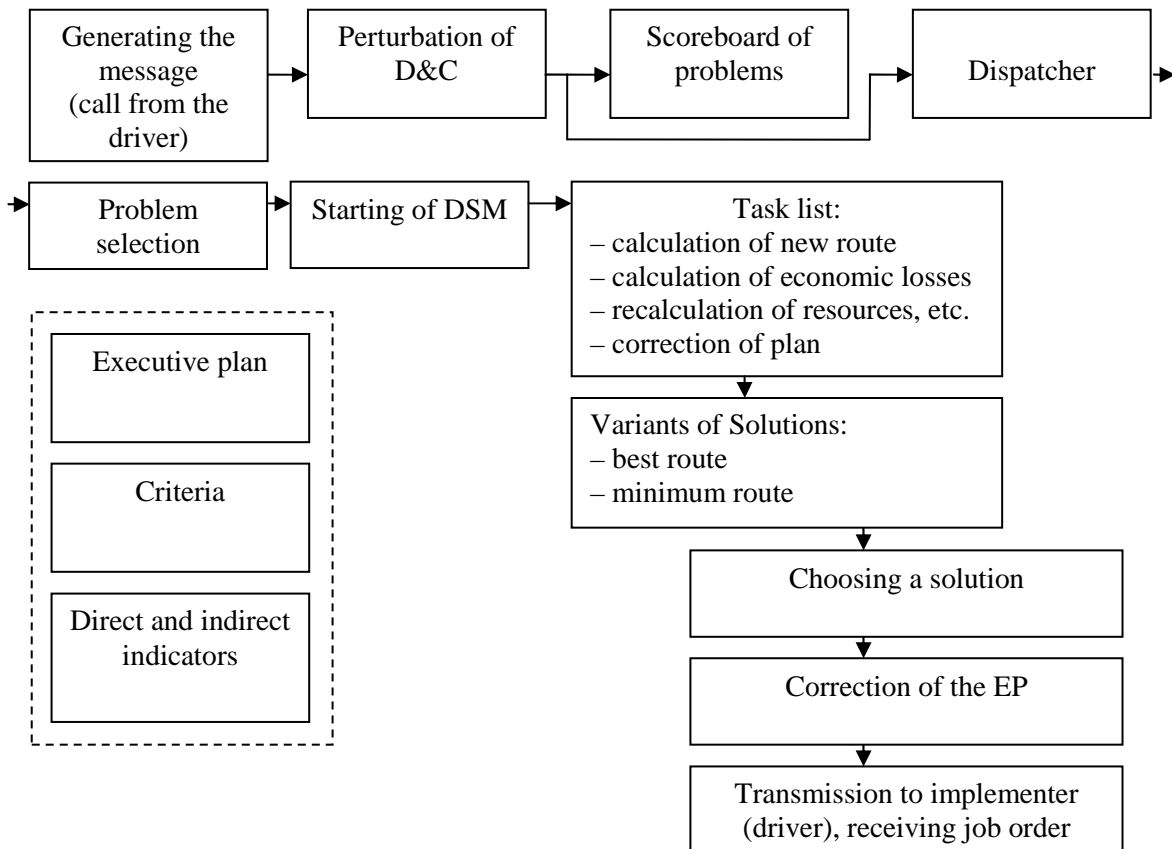 Generating the
message
(call from the
driver)
Perturbation of
D&C
Scoreboard of
problems
Dispatcher
Problem
selection
Starting of DSM
Task list:
– calculation of new route
– calculation of economic losses
– recalculation of resources, etc.
– correction of plan
Executive plan
Criteria
Direct and indirect
indicators
Variants of Solutions:
– best route
– minimum route
Choosing a solution
Correction of the EP
Transmission to implementer
(driver), receiving job order